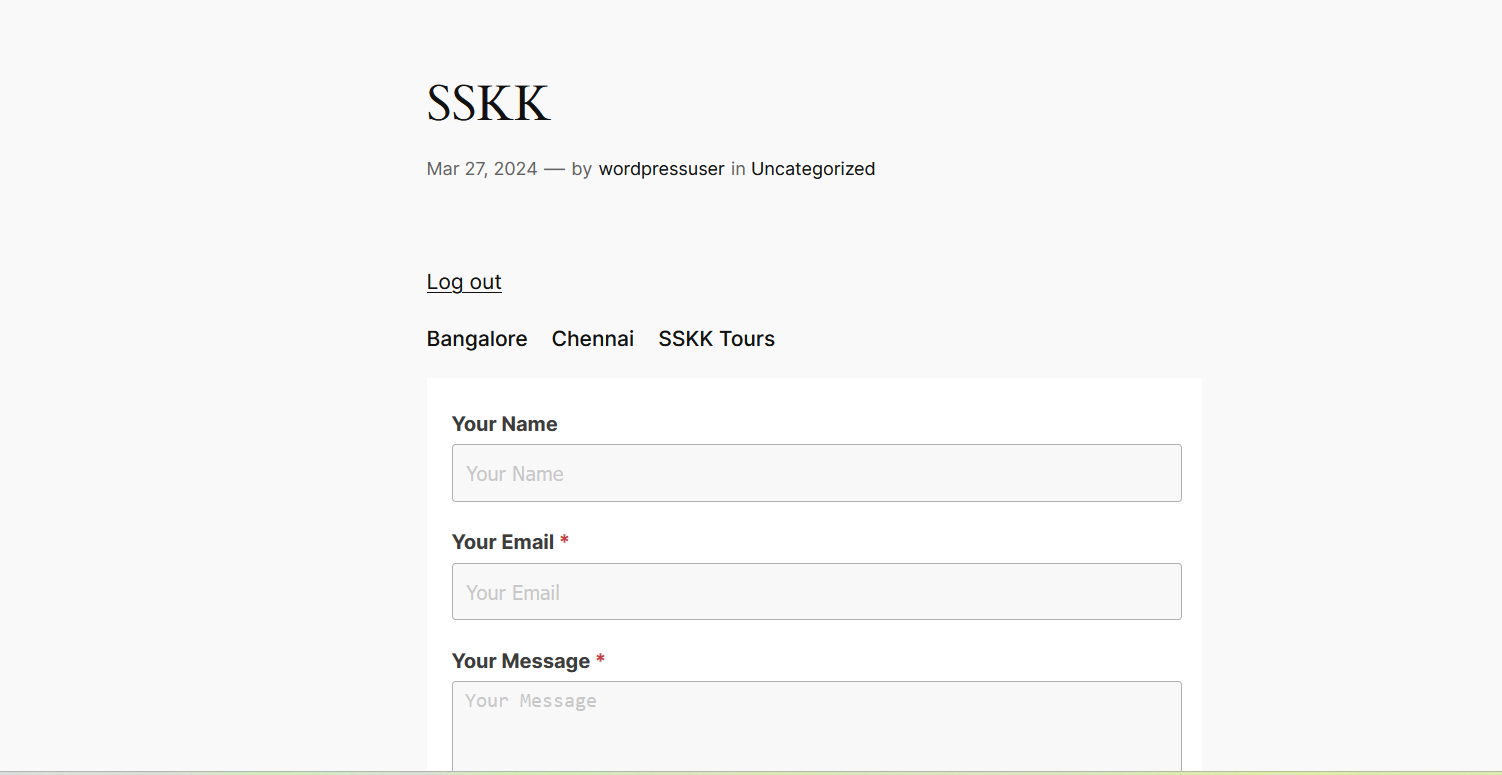 SSKK
Mar 27, 2024 — by wordpressuser in Uncategorized
Log out
Bangalore Chennai SSKK Tours
Your Name
Your Name
Your Email *
Your Email
Your Message *
Your Message